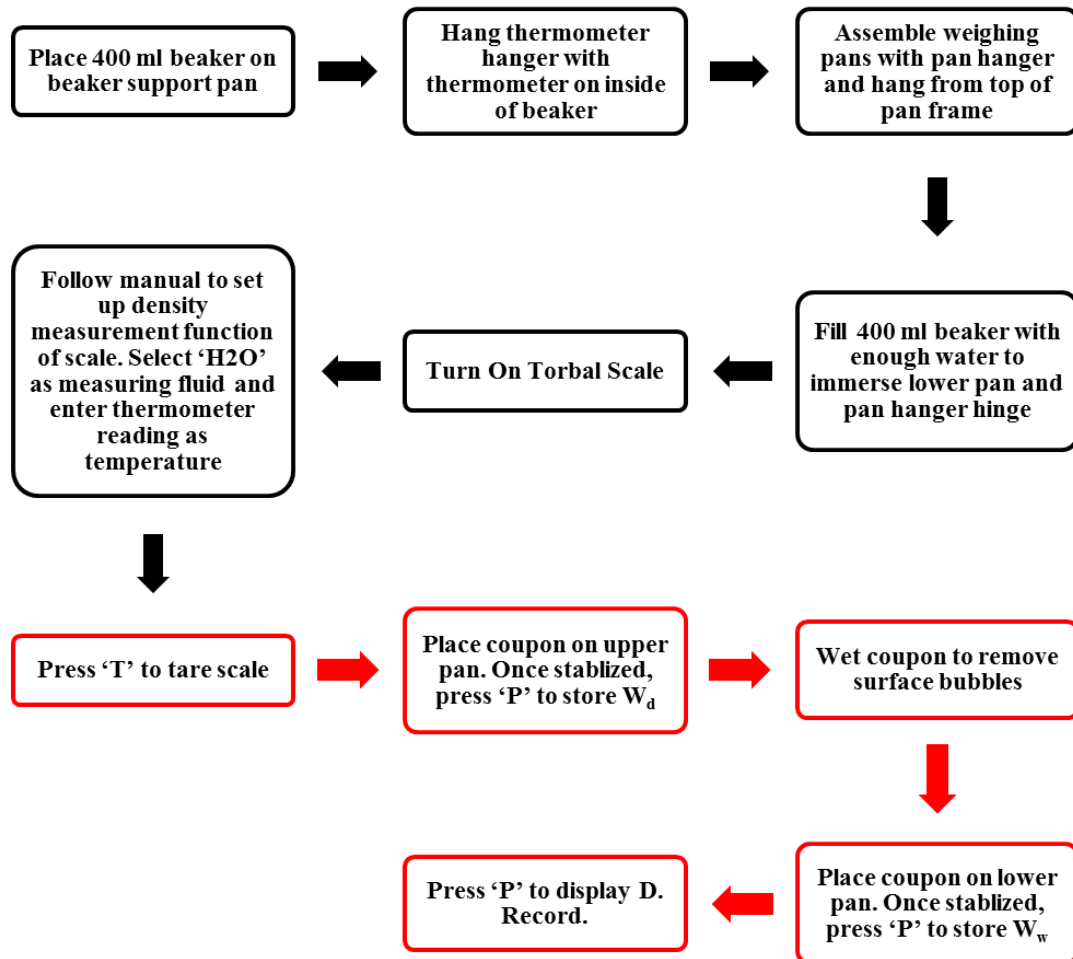 Place 400 ml beaker on
beaker support pan
Hang thermometer
hanger with
thermometer on inside
of beaker
Assemble weighing
pans with pan hanger
and hang from top of
pan frame
Fill 400 ml beaker with
enough water to
immerse lower pan and
pan hanger hinge
Turn On Torbal Scale
Follow manual to set
up density
measurement function
of scale. Select ‘H2O’
as measuring fluid and
enter thermometer
reading as
temperature
Press ‘T’ to tare scale
Place coupon on upper
pan. Once stablized,
press ‘P’ to store Wd
Wet coupon to remove
surface bubbles
Place coupon on lower
pan. Once stablized,
press ‘P’ to store Ww
Press ‘P’ to display D.
Record.